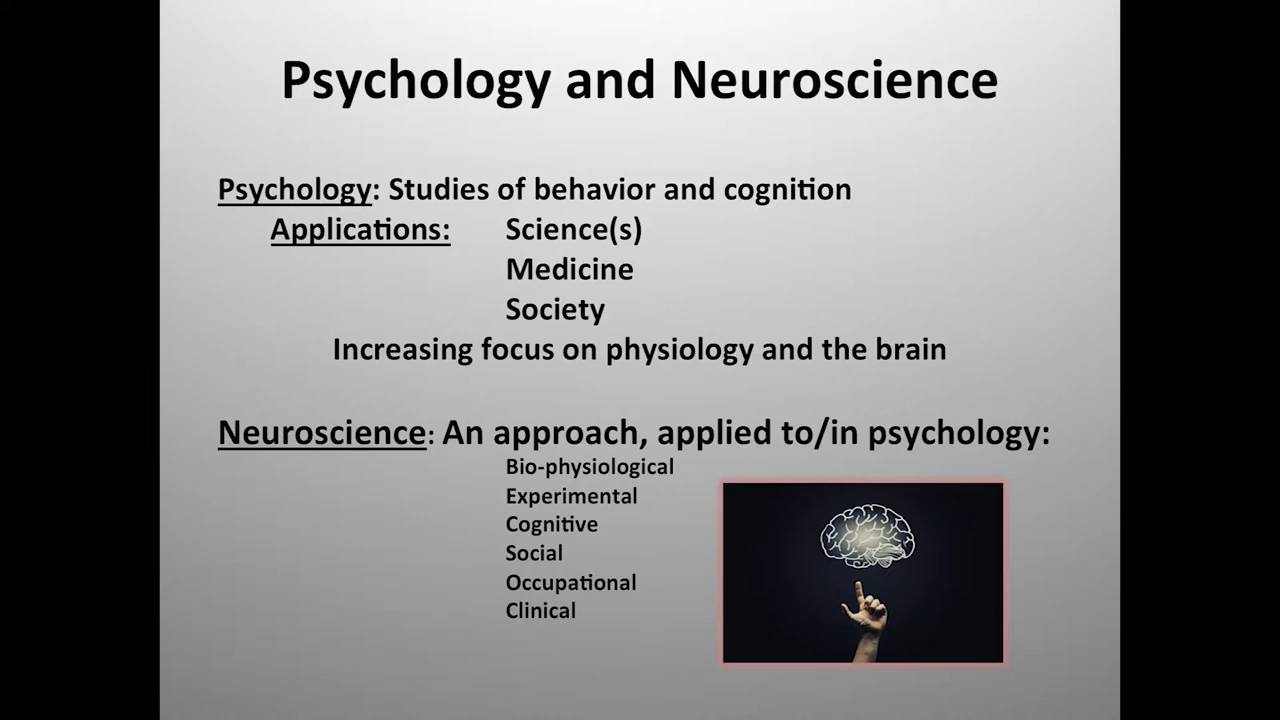 Psychology and Neuroscience
Psychology: Studies of behavior and cognition
Applications: Science(s)
Medicine
Society
Increasing focus on physiology and the brain
Neuroscience: An approach, applied to/in psychology:
Bio-physiological
Experimental
Cognitive
Social
Occupational
Clinical